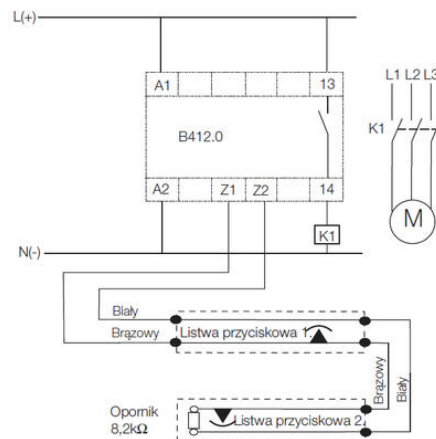 L(+)
A1
13
L1 L2 L3
B412.0
K1
A2 Z1 Z2 14
M
K1
N(-)
Biały
Brązowy
Listwa przyciskowa 1.
Brązowy
Biały
Opornik
8,2kΩ
Listwa przyciskowa 2.